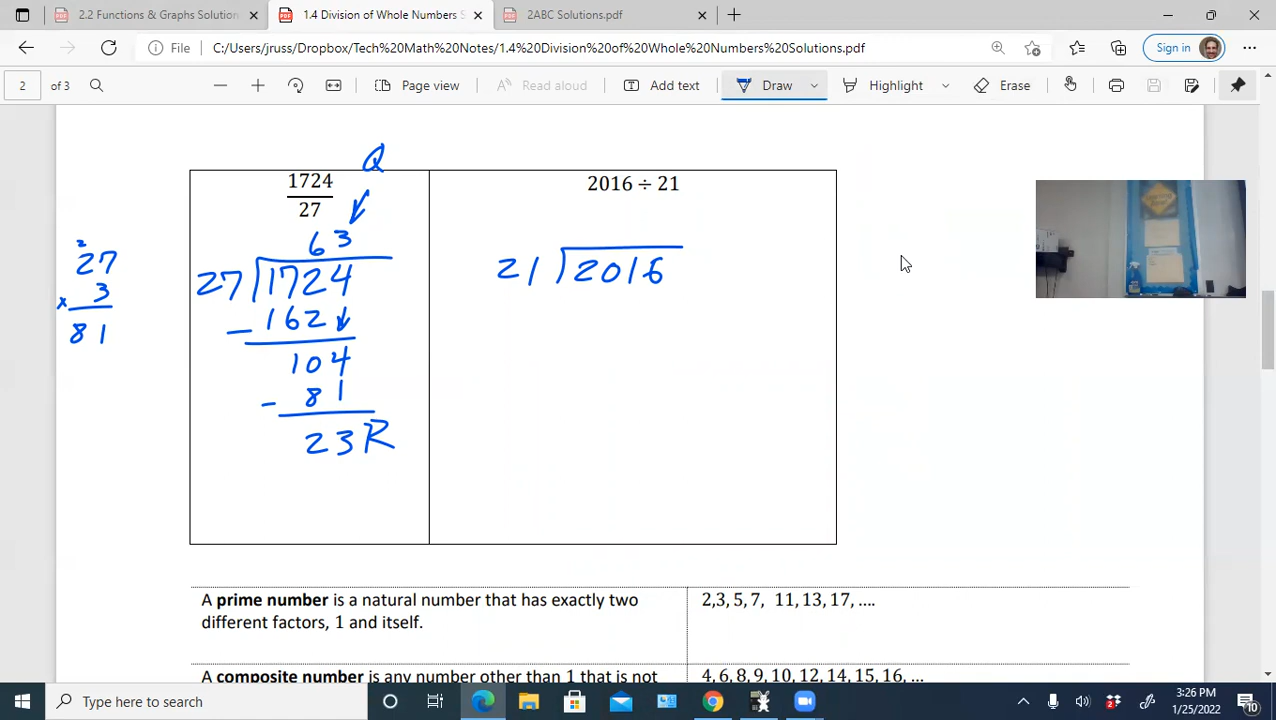 2.2 Functions & Graphs Solution
1.4 Division of Whole Numbers S
2ABC Solutions.pdf
File
C:/Users/jruss/Dropbox/Tech%20Math%20Notes/1.4%20Division%20of%20Whole%20Numbers%20Solutions.pdf
Sign in
2 of 3
Page view
Read aloud
Add text
Draw
Highlight
Erase
Q
1724
27
63
27)1724
-162
104
-81
23R
2
27
x 3
81
2016 ÷ 21
21)2016
A prime number is a natural number that has exactly two
different factors, 1 and itself.
2,3, 5, 7, 11, 13, 17, ....
A composite number is any number other than 1 that is not
4, 6, 8, 9, 10, 12, 14, 15, 16, ...
Type here to search
3:26 PM
1/25/2022
2
10